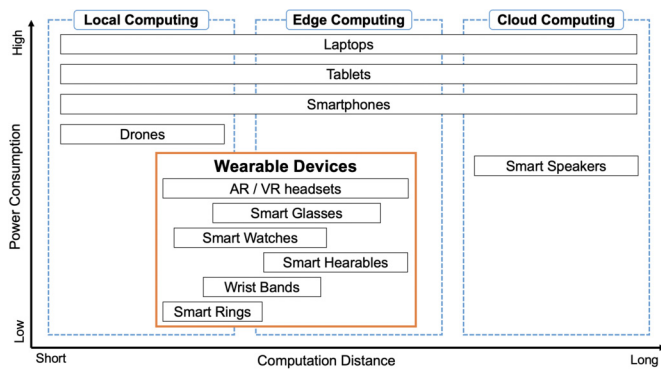 Local Computing
Edge Computing
Cloud Computing
High
Power Consumption
Low
Laptops
Tablets
Smartphones
Drones
Wearable Devices
Smart Speakers
AR / VR headsets
Smart Glasses
Smart Watches
Smart Hearables
Wrist Bands
Smart Rings
Short
Computation Distance
Long